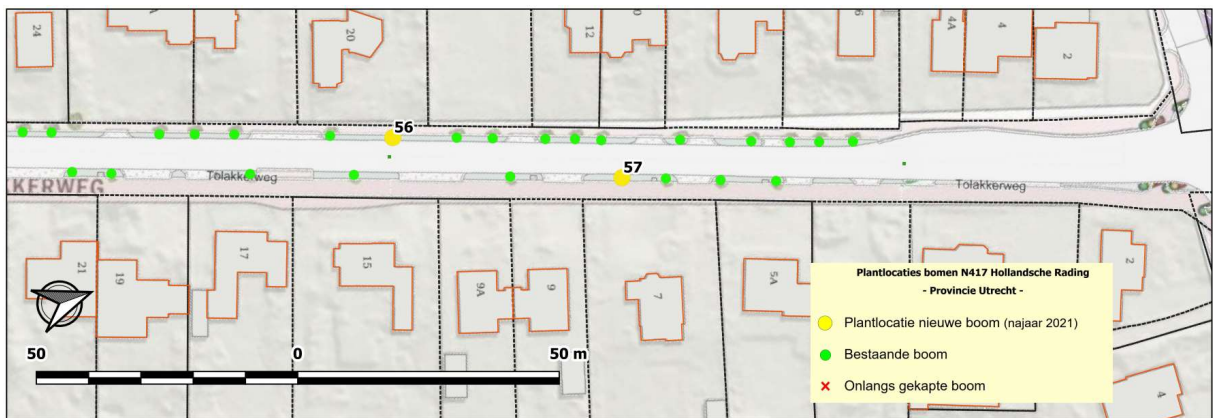 24
20
12
6
4A
4
2
56
57
Tolakkerweg
KKERWEG
Tolakkerweg
21
19
17
15
9A
9
7
5A
2
4
50 0 50 m
Plantlocaties bomen N417 Hollandsche Rading
- Provincie Utrecht -
Plantlocatie nieuwe boom (najaar 2021)
Bestaande boom
Onlangs gekapte boom